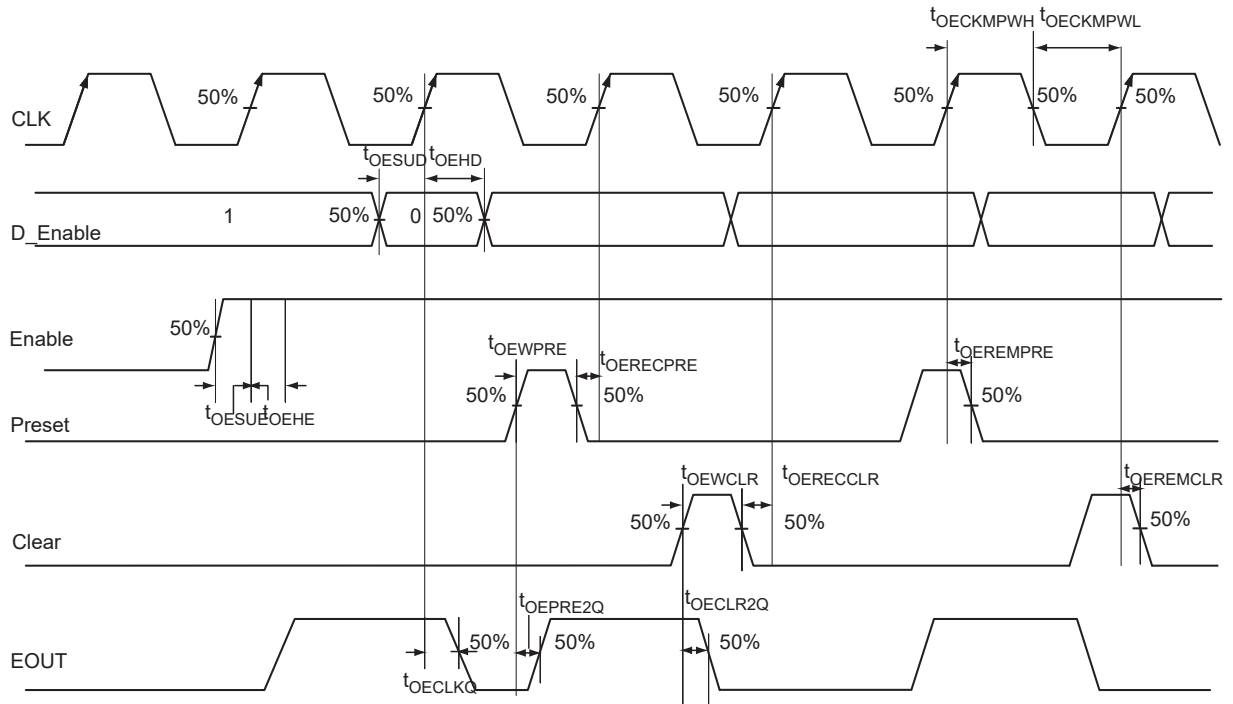 tOECKMPWH tOECKMPWL
50% 50% 50% 50% 50% 50% 50%
CLK
tOESUD tOEHD
1 50% 0 50%
D_Enable
50%
Enable
tOESUE tOEHE
tOEWPRE tOERECPRE tOEREMPRE
50% 50% 50%
Preset
tOEWCLR tOERECCLR tOEREMCLR
50% 50% 50%
Clear
tOEPRE2Q tOECLR2Q
50% 50% 50%
EOUT
tOECLKQ